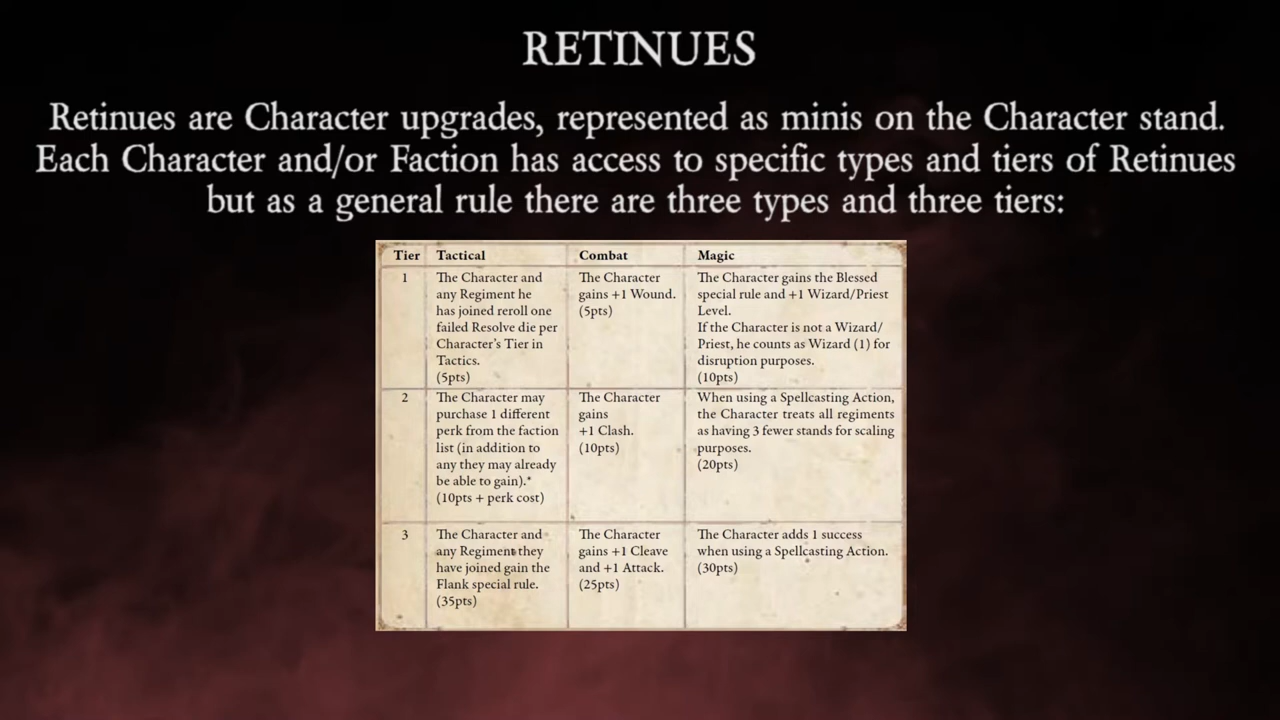 RETINUES
Retinues are Character upgrades, represented as minis on the Character stand.
Each Character and/or Faction has access to specific types and tiers of Retinues
but as a general rule there are three types and three tiers:
Tier Tactical Combat Magic
1
The Character and
any Regiment he
has joined reroll one
failed Resolve die per
Character's Tier in
Tactics.
(5pts)
The Character
gains +1 Wound.
(5pts)
The Character gains the Blessed
special rule and +1 Wizard/Priest
Level.
If the Character is not a Wizard/
Priest, he counts as Wizard (1) for
disruption purposes.
(10pts)
2
The Character may
purchase 1 different
perk from the faction
list (in addition to
any they may already
be able to gain).*
(10pts + perk cost)
The Character
gains
+1 Clash.
(10pts)
When using a Spellcasting Action,
the Character treats all regiments
as having 3 fewer stands for scaling
purposes.
(20pts)
3
The Character and
any Regiment they
have joined gain the
Flank special rule.
(35pts)
The Character
gains +1 Cleave
and +1 Attack.
(25pts)
The Character adds 1 success
when using a Spellcasting Action.
(30pts)